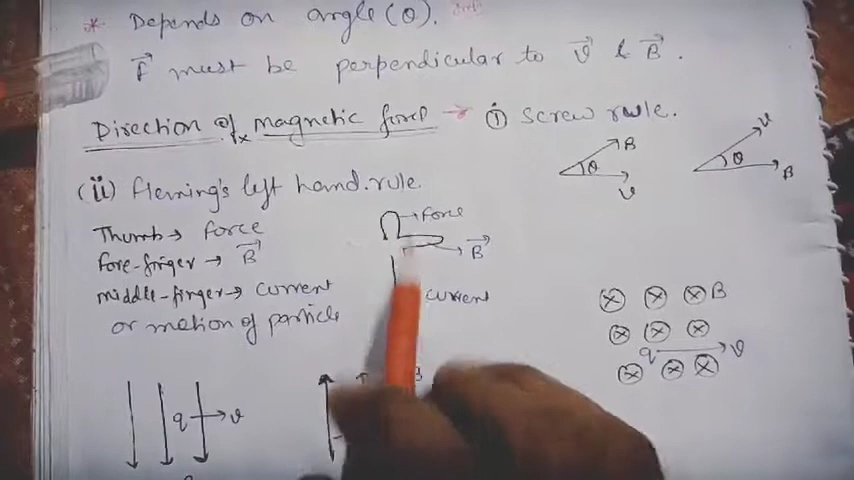 * Depends on angle (θ).
F must be perpendicular to v & B.
Direction of magnetic force → (i) Screw rule.
B
θ
v
v
θ
B
(ii) Fleming's left hand.rule.
Thumb → force
fore-finger → B
middle-finger → current
or motion of particle
Force
B
current
B
q
v
q
v